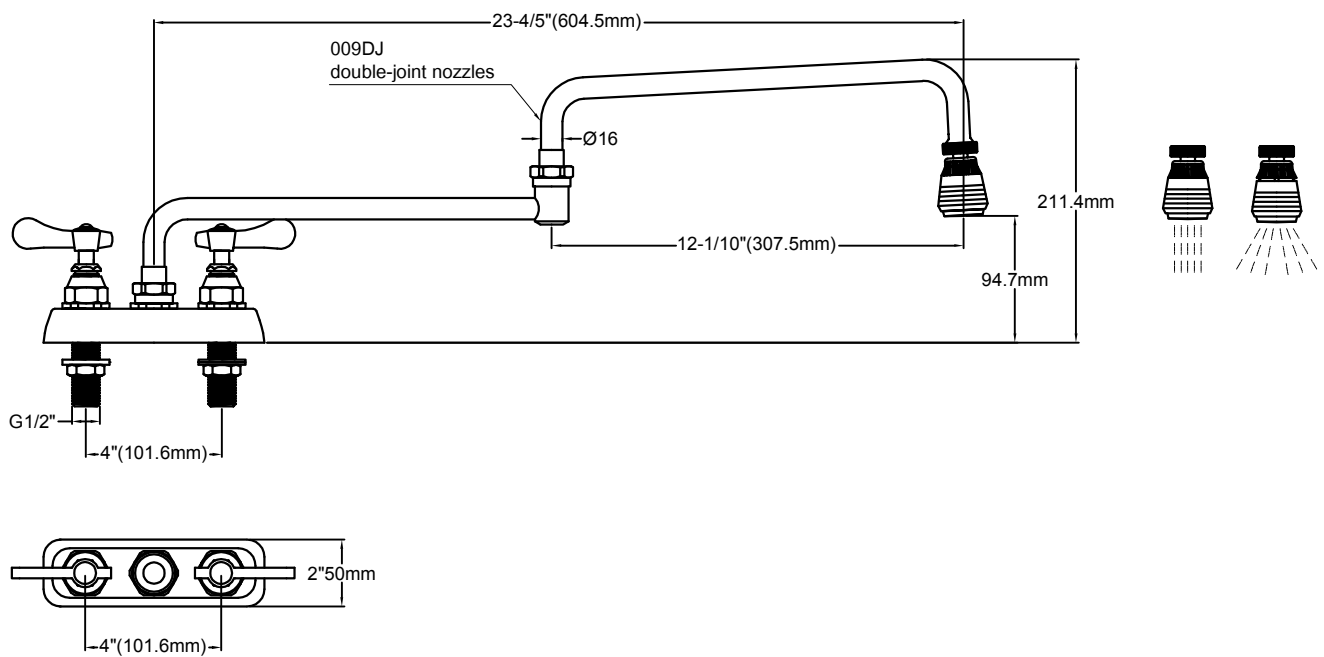 23-4/5"(604.5mm)
009DJ
double-joint nozzles
Ø16
211.4mm
12-1/10"(307.5mm)
94.7mm
G1/2"
4"(101.6mm)
2"50mm
4"(101.6mm)